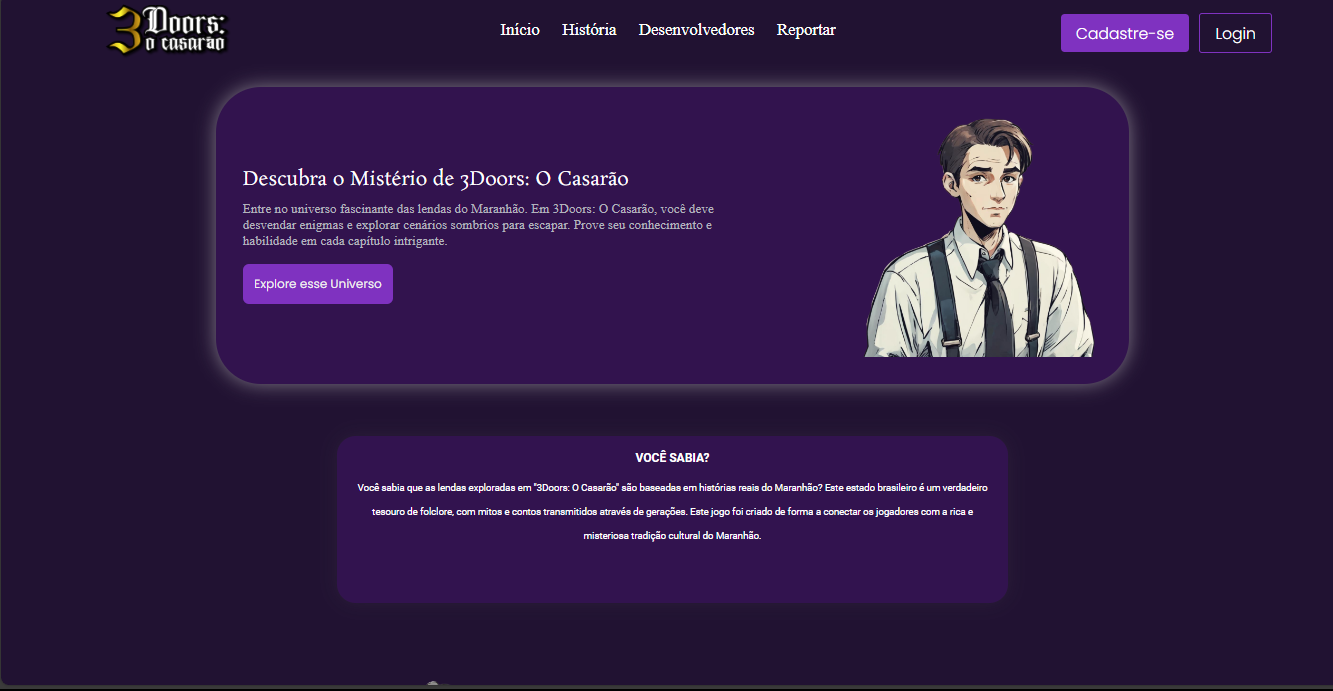 3Doors:
o casarão
Início História Desenvolvedores Reportar
Cadastre-se Login
Descubra o Mistério de 3Doors: O Casarão
Entre no universo fascinante das lendas do Maranhão. Em 3Doors: O Casarão, você deve
desvendar enigmas e explorar cenários sombrios para escapar. Prove seu conhecimento e
habilidade em cada capítulo intrigante.
Explore esse Universo
VOCÊ SABIA?
Você sabia que as lendas exploradas em "3Doors: O Casarão" são baseadas em histórias reais do Maranhão? Este estado brasileiro é um verdadeiro
tesouro de folclore, com mitos e contos transmitidos através de gerações. Este jogo foi criado de forma a conectar os jogadores com a rica e
misteriosa tradição cultural do Maranhão.